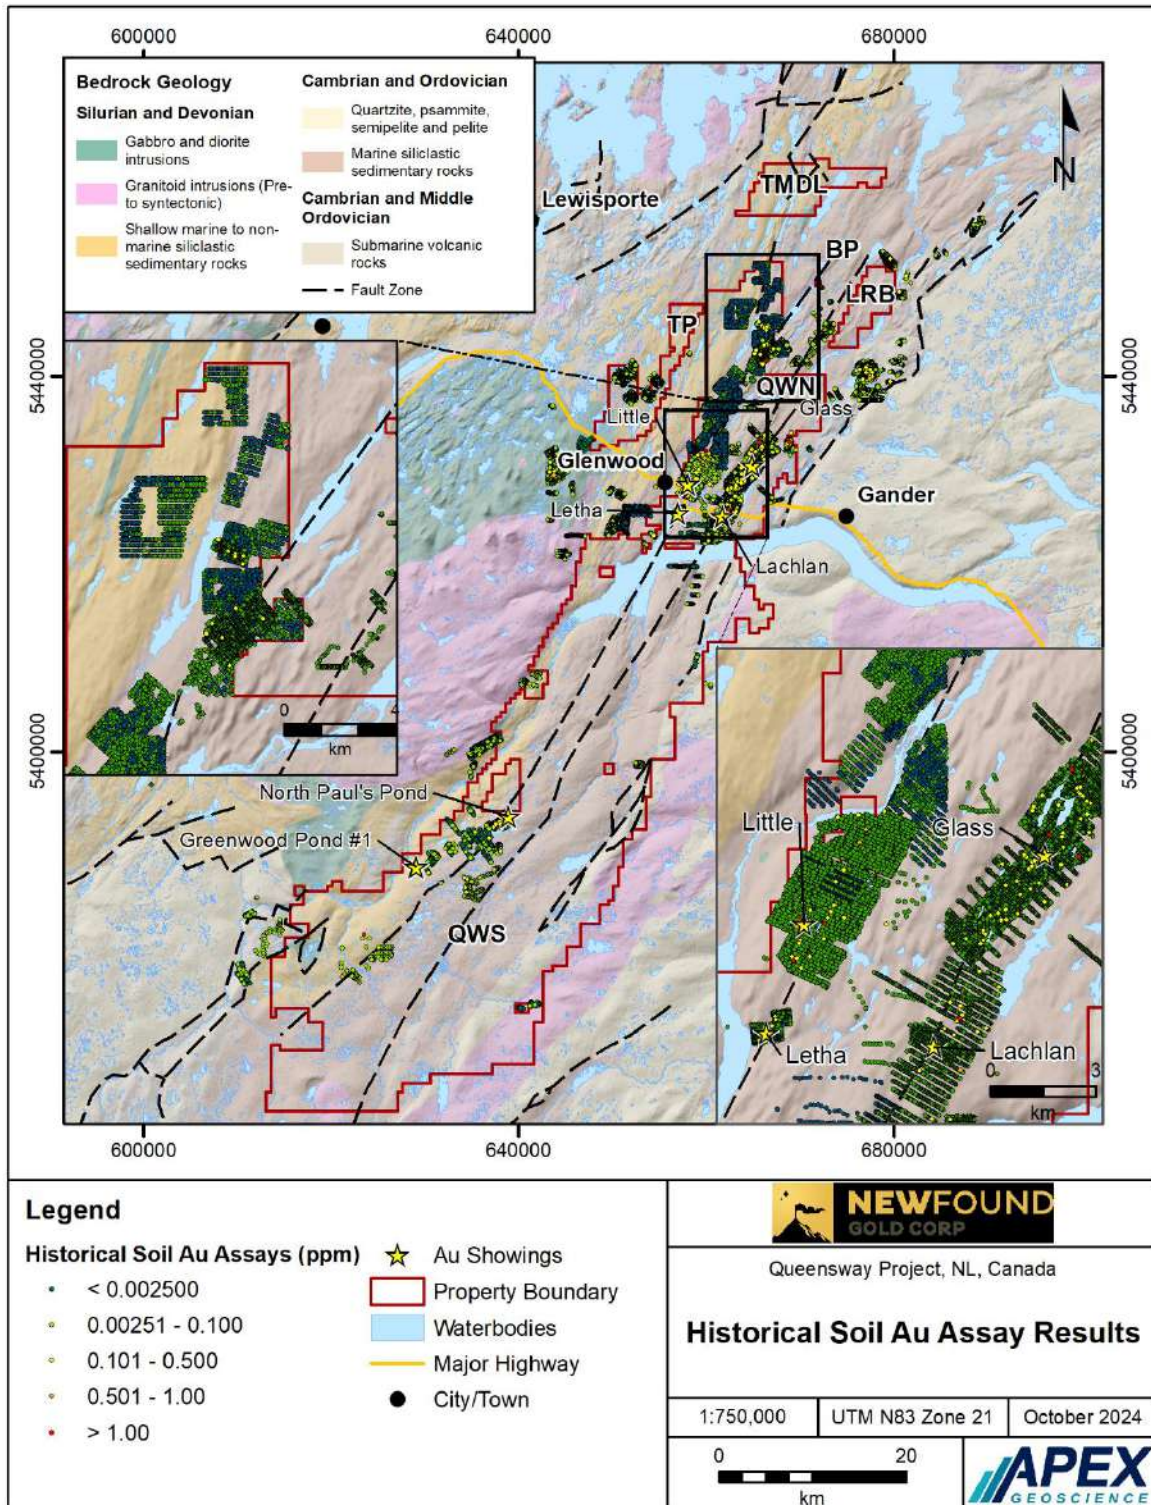 600000
640000
680000
Bedrock Geology
Silurian and Devonian
Gabbro and diorite
intrusions
Granitoid intrusions (Pre-
to syntectonic)
Shallow marine to non-
marine siliclastic
sedimentary rocks
Cambrian and Ordovician
Quartzite, psammite,
semipelite and pelite
Marine siliclastic
sedimentary rocks
Cambrian and Middle
Ordovician
Submarine volcanic
rocks
Fault Zone
N
Lewisporte
TMDL
BP
LRB
TP
5440000
5440000
QWN
Little
Glass
Glenwood
Gander
Letha
Lachlan
0 4
km
5400000
5400000
North Paul's Pond
Greenwood Pond #1
QWS
Little
Glass
Letha
Lachlan
0 3
km
600000
640000
680000
Legend
Historical Soil Au Assays (ppm)
< 0.002500
0.00251 - 0.100
0.101 - 0.500
0.501 - 1.00
> 1.00
Au Showings
Property Boundary
Waterbodies
Major Highway
City/Town
NEWFOUND
GOLD CORP
Queensway Project, NL, Canada
Historical Soil Au Assay Results
1:750,000
UTM N83 Zone 21
October 2024
0 20
km
APEX
GEOSCIENCE